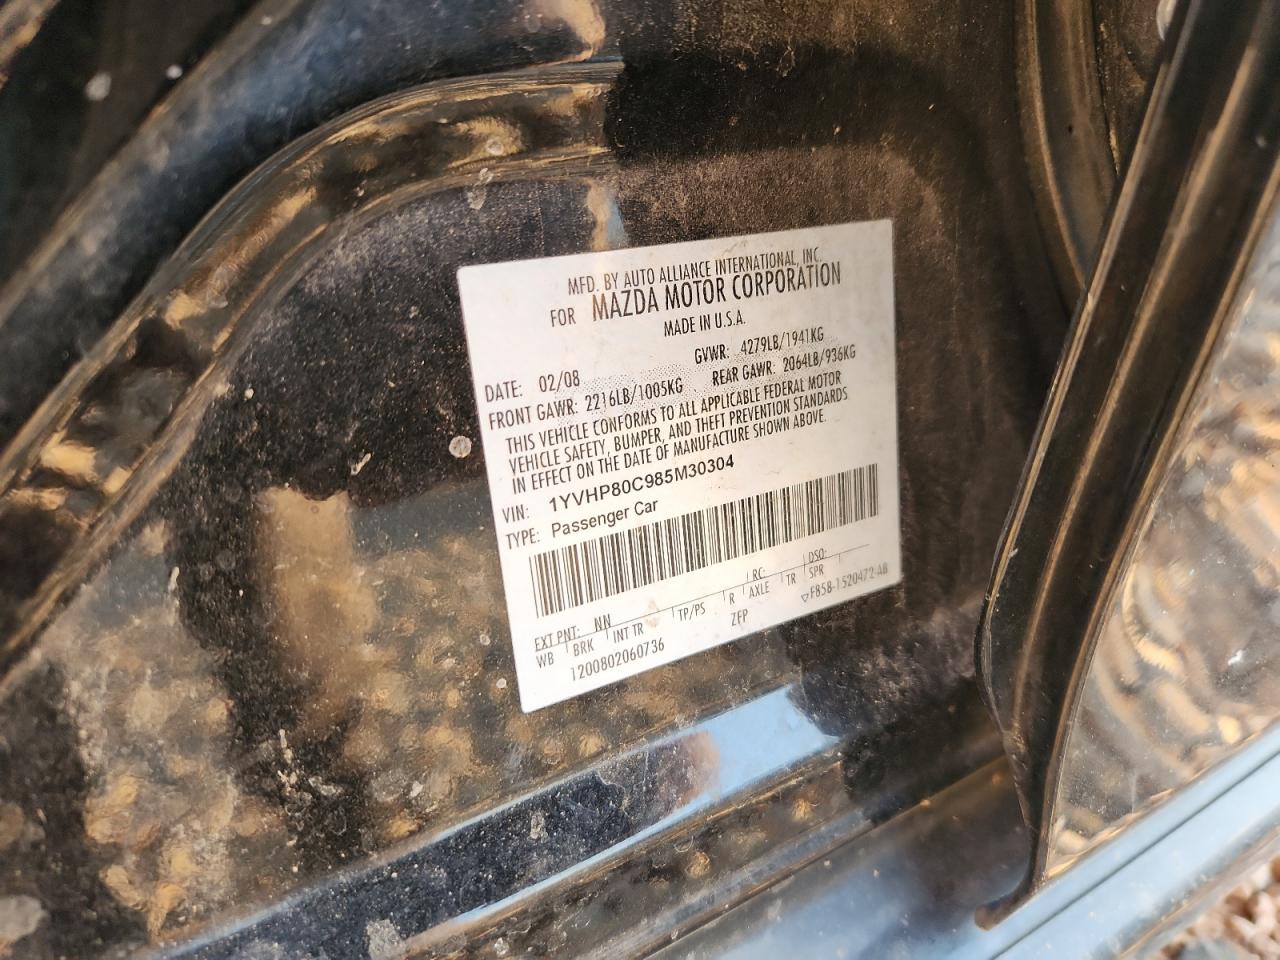 MFD. BY AUTO ALLIANCE INTERNATIONAL, INC.
FOR MAZDA MOTOR CORPORATION
MADE IN U.S.A.
DATE: 02/08 GVWR: 4279LB/1941KG
FRONT GAWR: 2216LB/1005KG REAR GAWR: 2064LB/936KG
THIS VEHICLE CONFORMS TO ALL APPLICABLE FEDERAL MOTOR
VEHICLE SAFETY, BUMPER, AND THEFT PREVENTION STANDARDS
IN EFFECT ON THE DATE OF MANUFACTURE SHOWN ABOVE.
VIN: 1YVHP80C985M30304
TYPE: Passenger Car
EXT PNT: NN RC: DSO:
WB BRK INT TR TP/PS R AXLE TR SPR
ZFP ▽F85B-1520472-AB
1200802060736